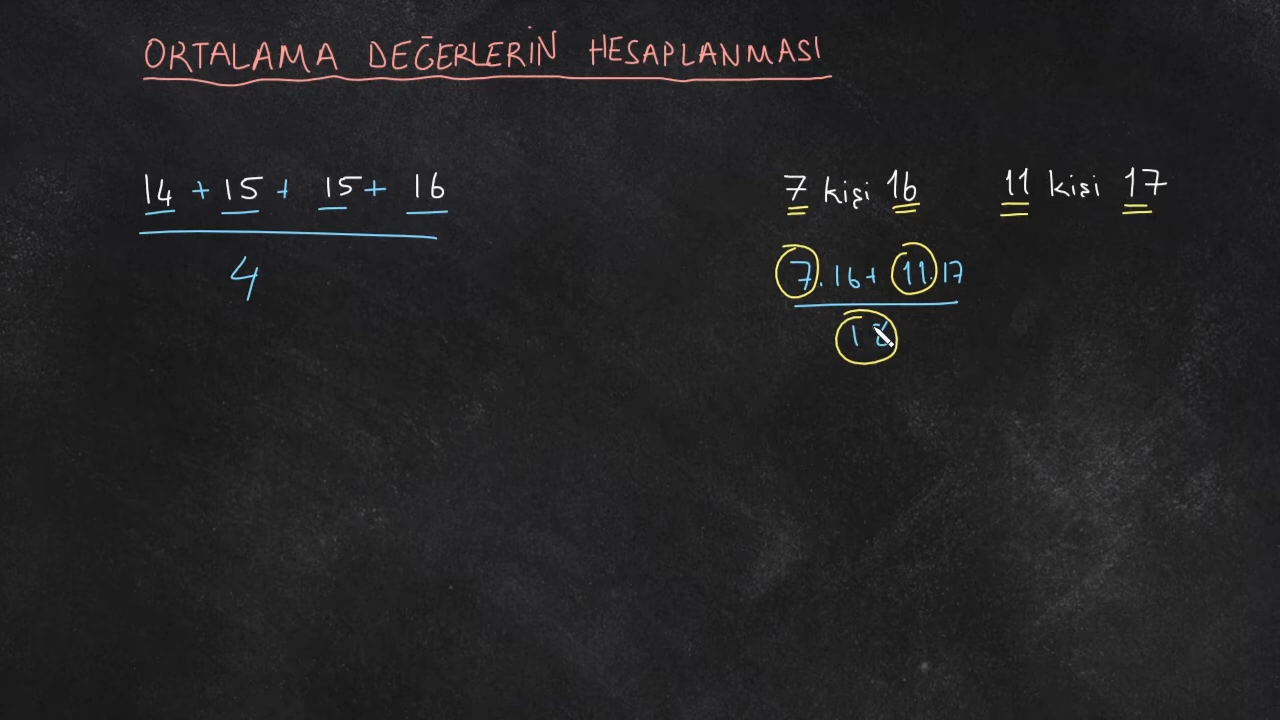 ORTALAMA DEĞERLERİN HESAPLANMASI
14 + 15 + 15 + 16
4
7 kişi 16 11 kişi 17
7.16+ 11.17
18